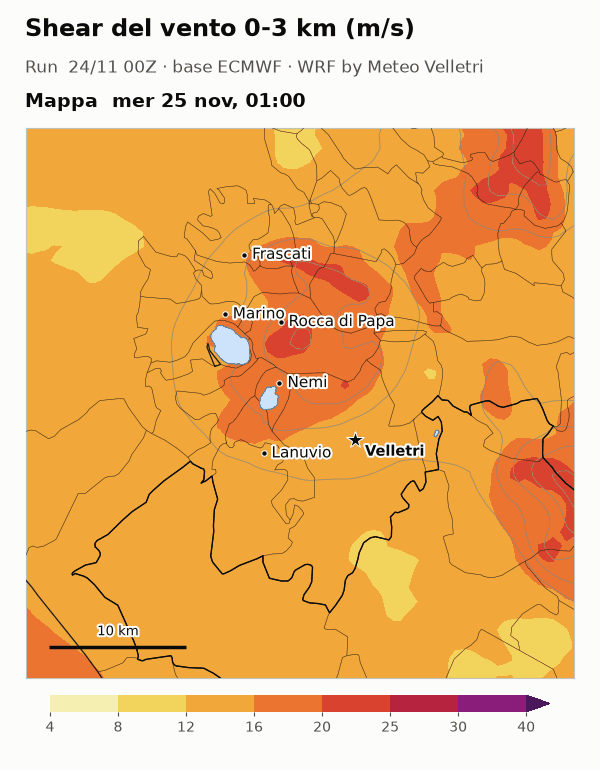 Shear del vento 0-3 km (m/s)
Run 24/11 00Z · base ECMWF · WRF by Meteo Velletri
Mappa mer 25 nov, 01:00
Frascati
Marino
Rocca di Papa
Nemi
Velletri
Lanuvio
10 km
4 8 12 16 20 25 30 40